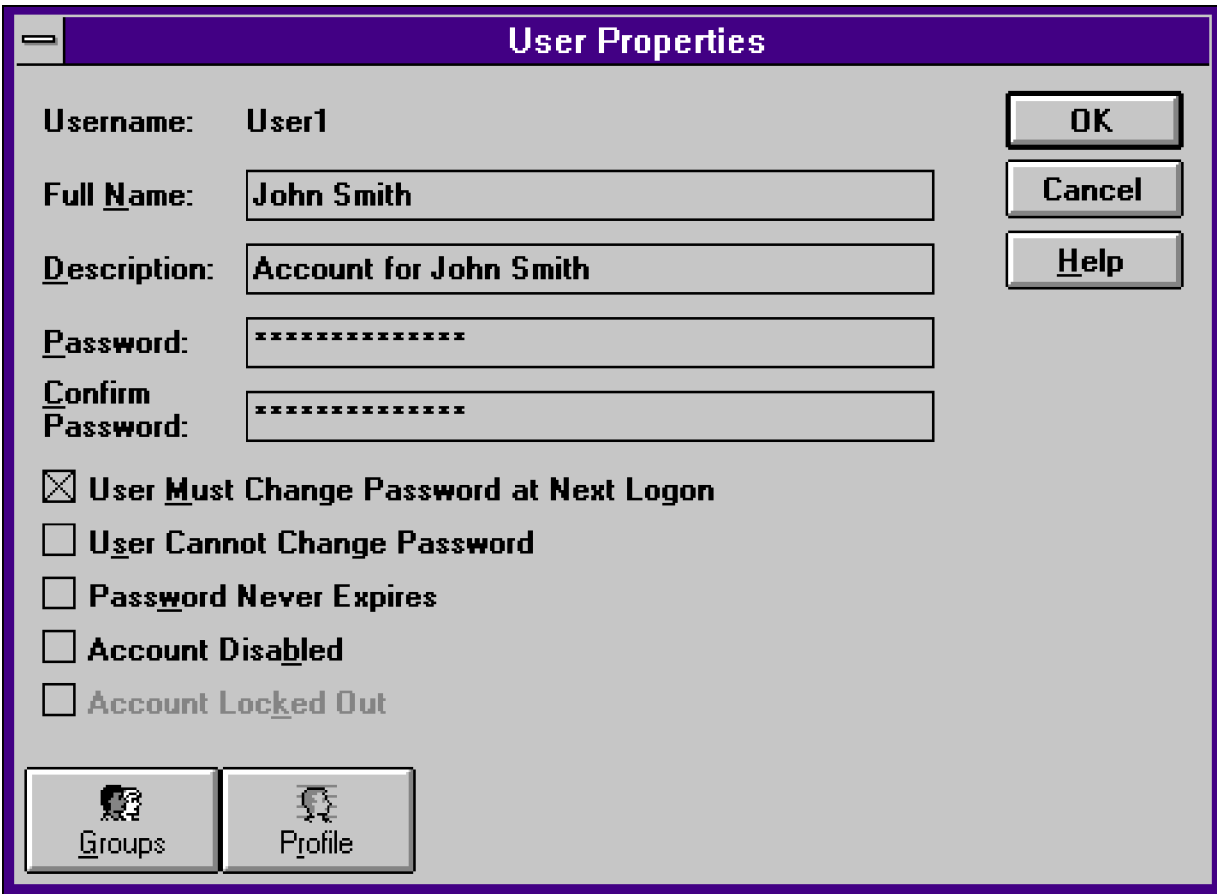 User Properties
Username: User1
OK
Full Name: John Smith
Cancel
Description: Account for John Smith
Help
Password: **************
Confirm
Password: **************
User Must Change Password at Next Logon
User Cannot Change Password
Password Never Expires
Account Disabled
Account Locked Out
Groups
Profile